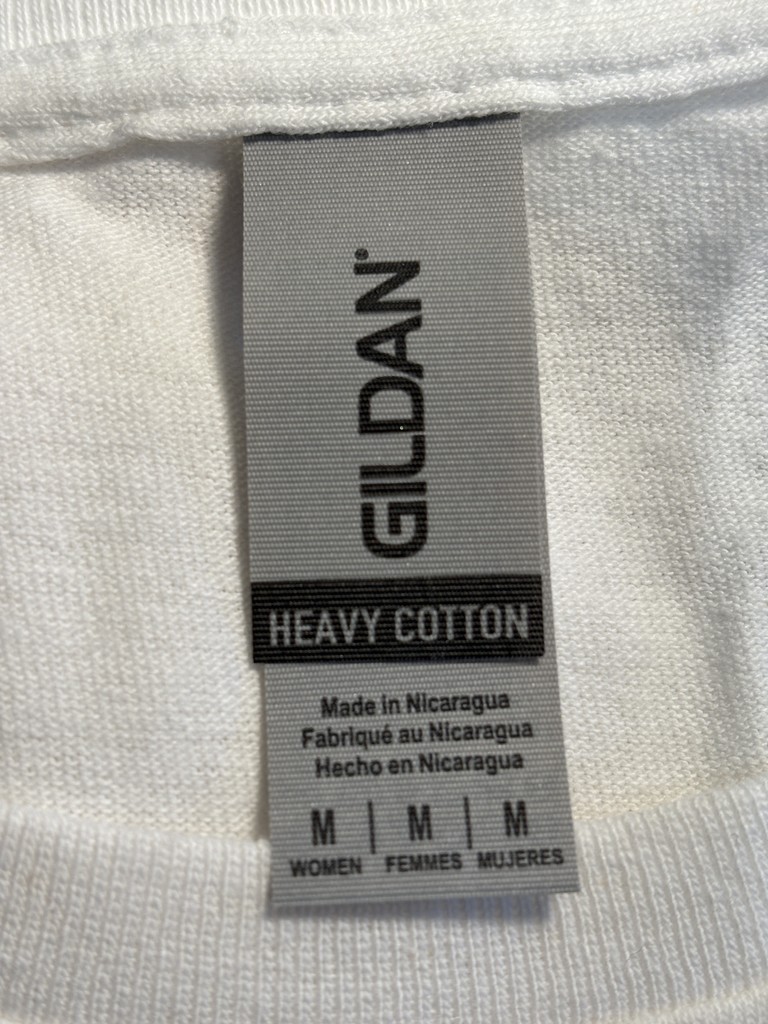 GILDAN®
HEAVY COTTON
Made in Nicaragua
Fabriqué au Nicaragua
Hecho en Nicaragua
M | M | M
WOMEN FEMMES MUJERES